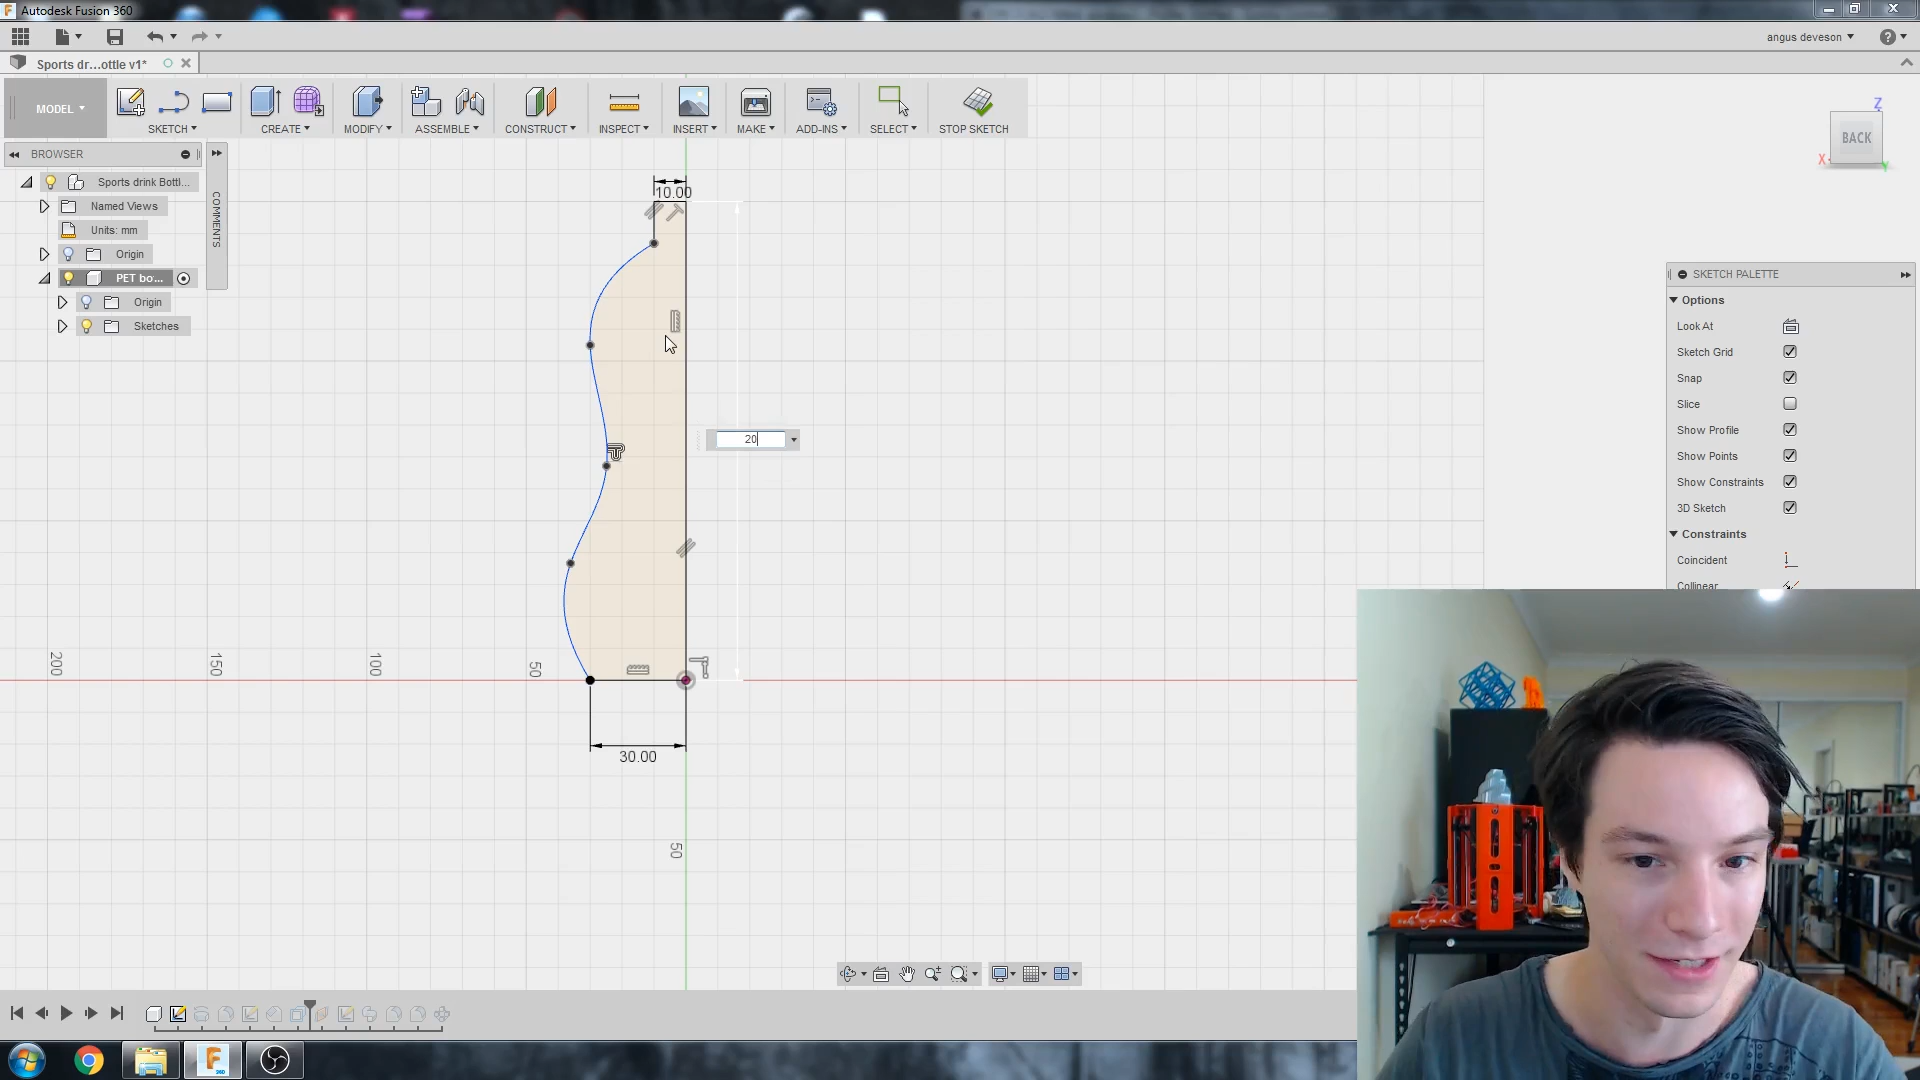 Autodesk Fusion 360
angus deveson
Sports dr...ottle v1*
MODEL
SKETCH
CREATE
MODIFY
ASSEMBLE
CONSTRUCT
INSPECT
INSERT
MAKE
ADD-INS
SELECT
STOP SKETCH
Z
BACK
X
Y
BROWSER
COMMENTS
Sports drink Bottl...
Named Views
Units: mm
Origin
PET bo...
Origin
Sketches
10.00
20
200
150
100
50
30.00
50
SKETCH PALETTE
Options
Look At
Sketch Grid
Snap
Slice
Show Profile
Show Points
Show Constraints
3D Sketch
Constraints
Coincident
Collinear
F
360